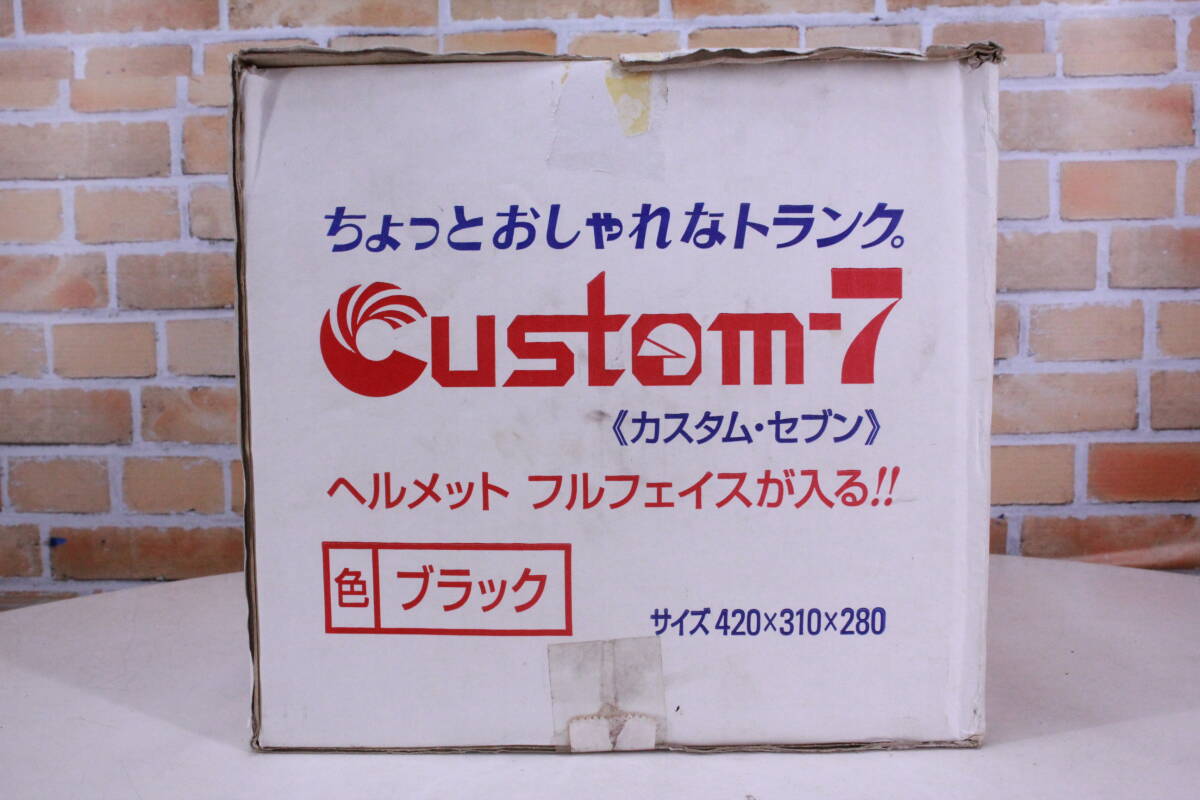 ちょっとおしゃれなトランク。
Custom-7
《カスタム・セブン》
ヘルメット フルフェイスが入る!!
色 ブラック
サイズ 420×310×280